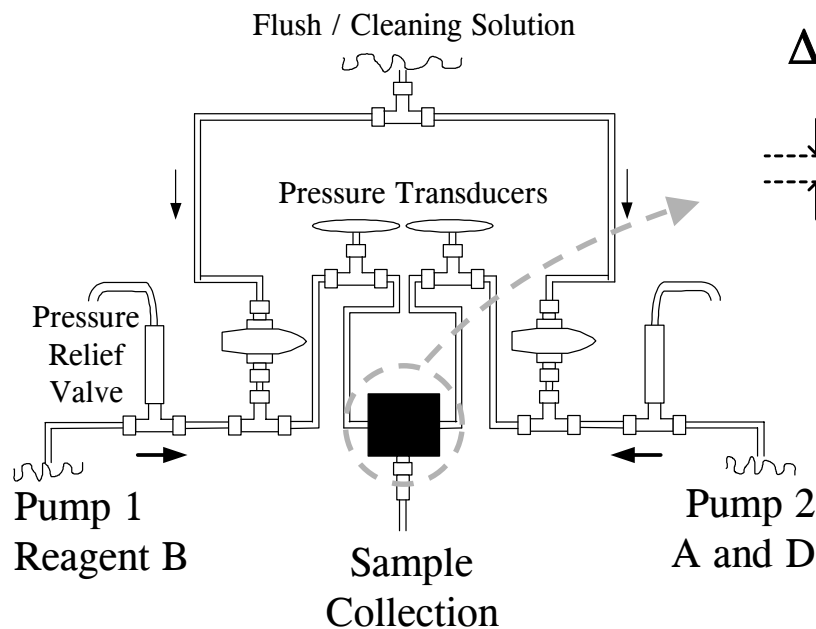 Flush / Cleaning Solution
Δ
Pressure Transducers
Pressure
Relief
Valve
Pump 1
Reagent B
Sample
Collection
Pump 2
A and D